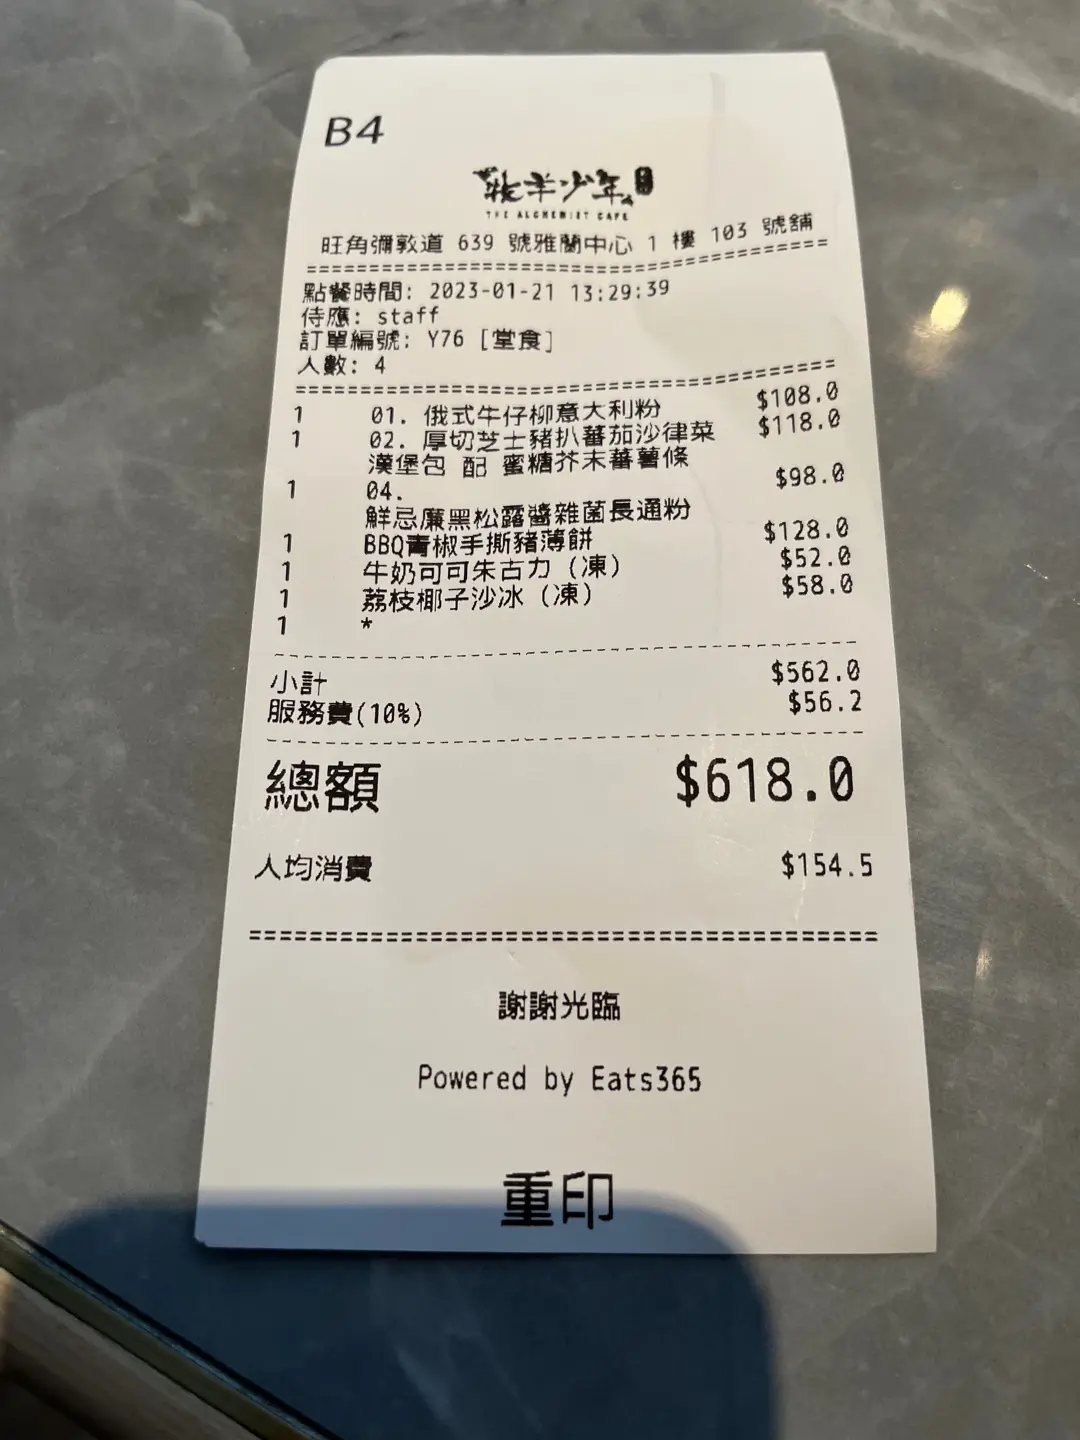 B4
牧羊少年
THE ALCHEMIST CAFE
旺角彌敦道 639 號雅蘭中心 1 樓 103 號舖
========================================
點餐時間: 2023-01-21 13:29:39
侍應: staff
訂單編號: Y76 [堂食]
人數: 4
========================================
1 01. 俄式牛仔柳意大利粉 $108.0
1 02. 厚切芝士豬扒蕃茄沙律菜 $118.0
漢堡包 配 蜜糖芥末蕃薯條
1 04. $98.0
鮮忌廉黑松露醬雜菌長通粉
1 BBQ青椒手撕豬薄餅 $128.0
1 牛奶可可朱古力 (凍) $52.0
1 荔枝椰子沙冰 (凍) $58.0
1 *
小計 $562.0
服務費(10%) $56.2
總額 $618.0
人均消費 $154.5
========================================
謝謝光臨
Powered by Eats365
重印